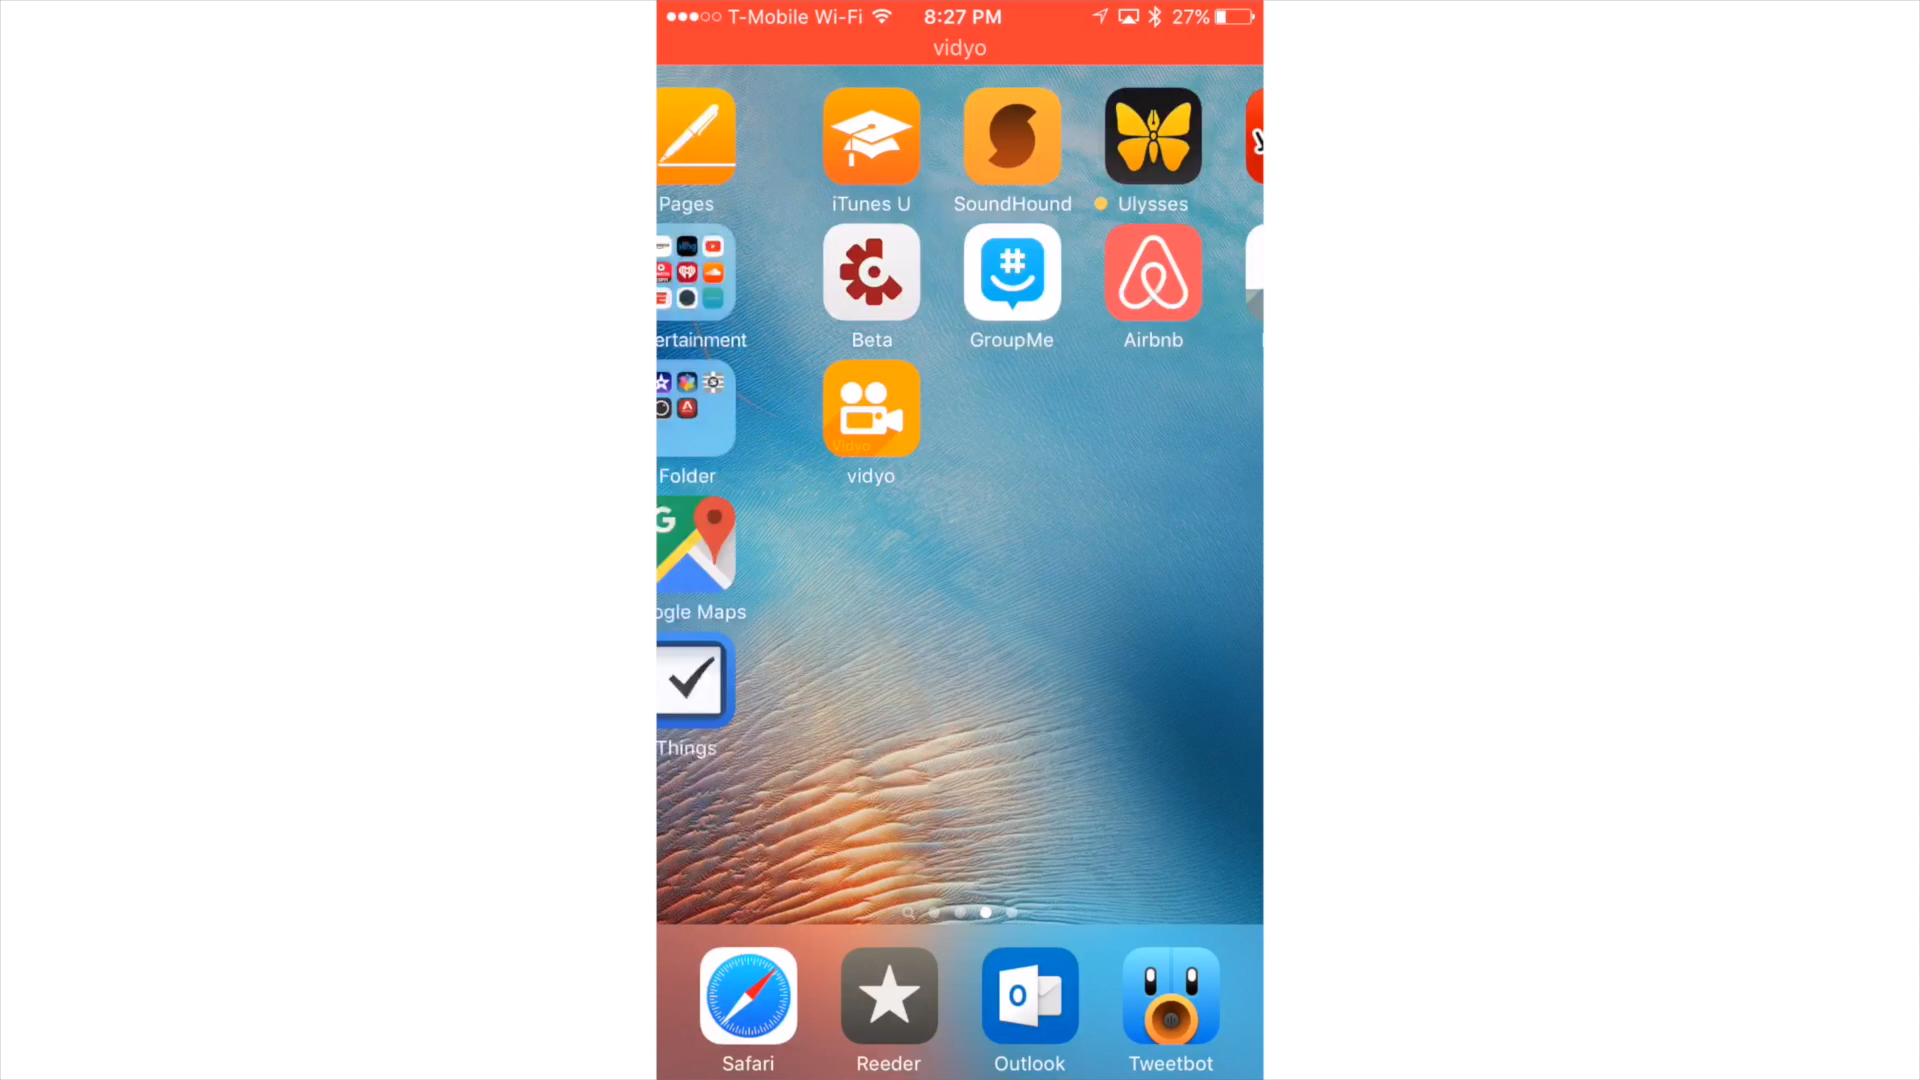 T-Mobile Wi-Fi 8:27 PM 27%
vidyo
Pages iTunes U SoundHound Ulysses
ertainment Beta GroupMe Airbnb
Vidyo
Folder vidyo
G
ogle Maps
Things
Safari Reeder Outlook Tweetbot